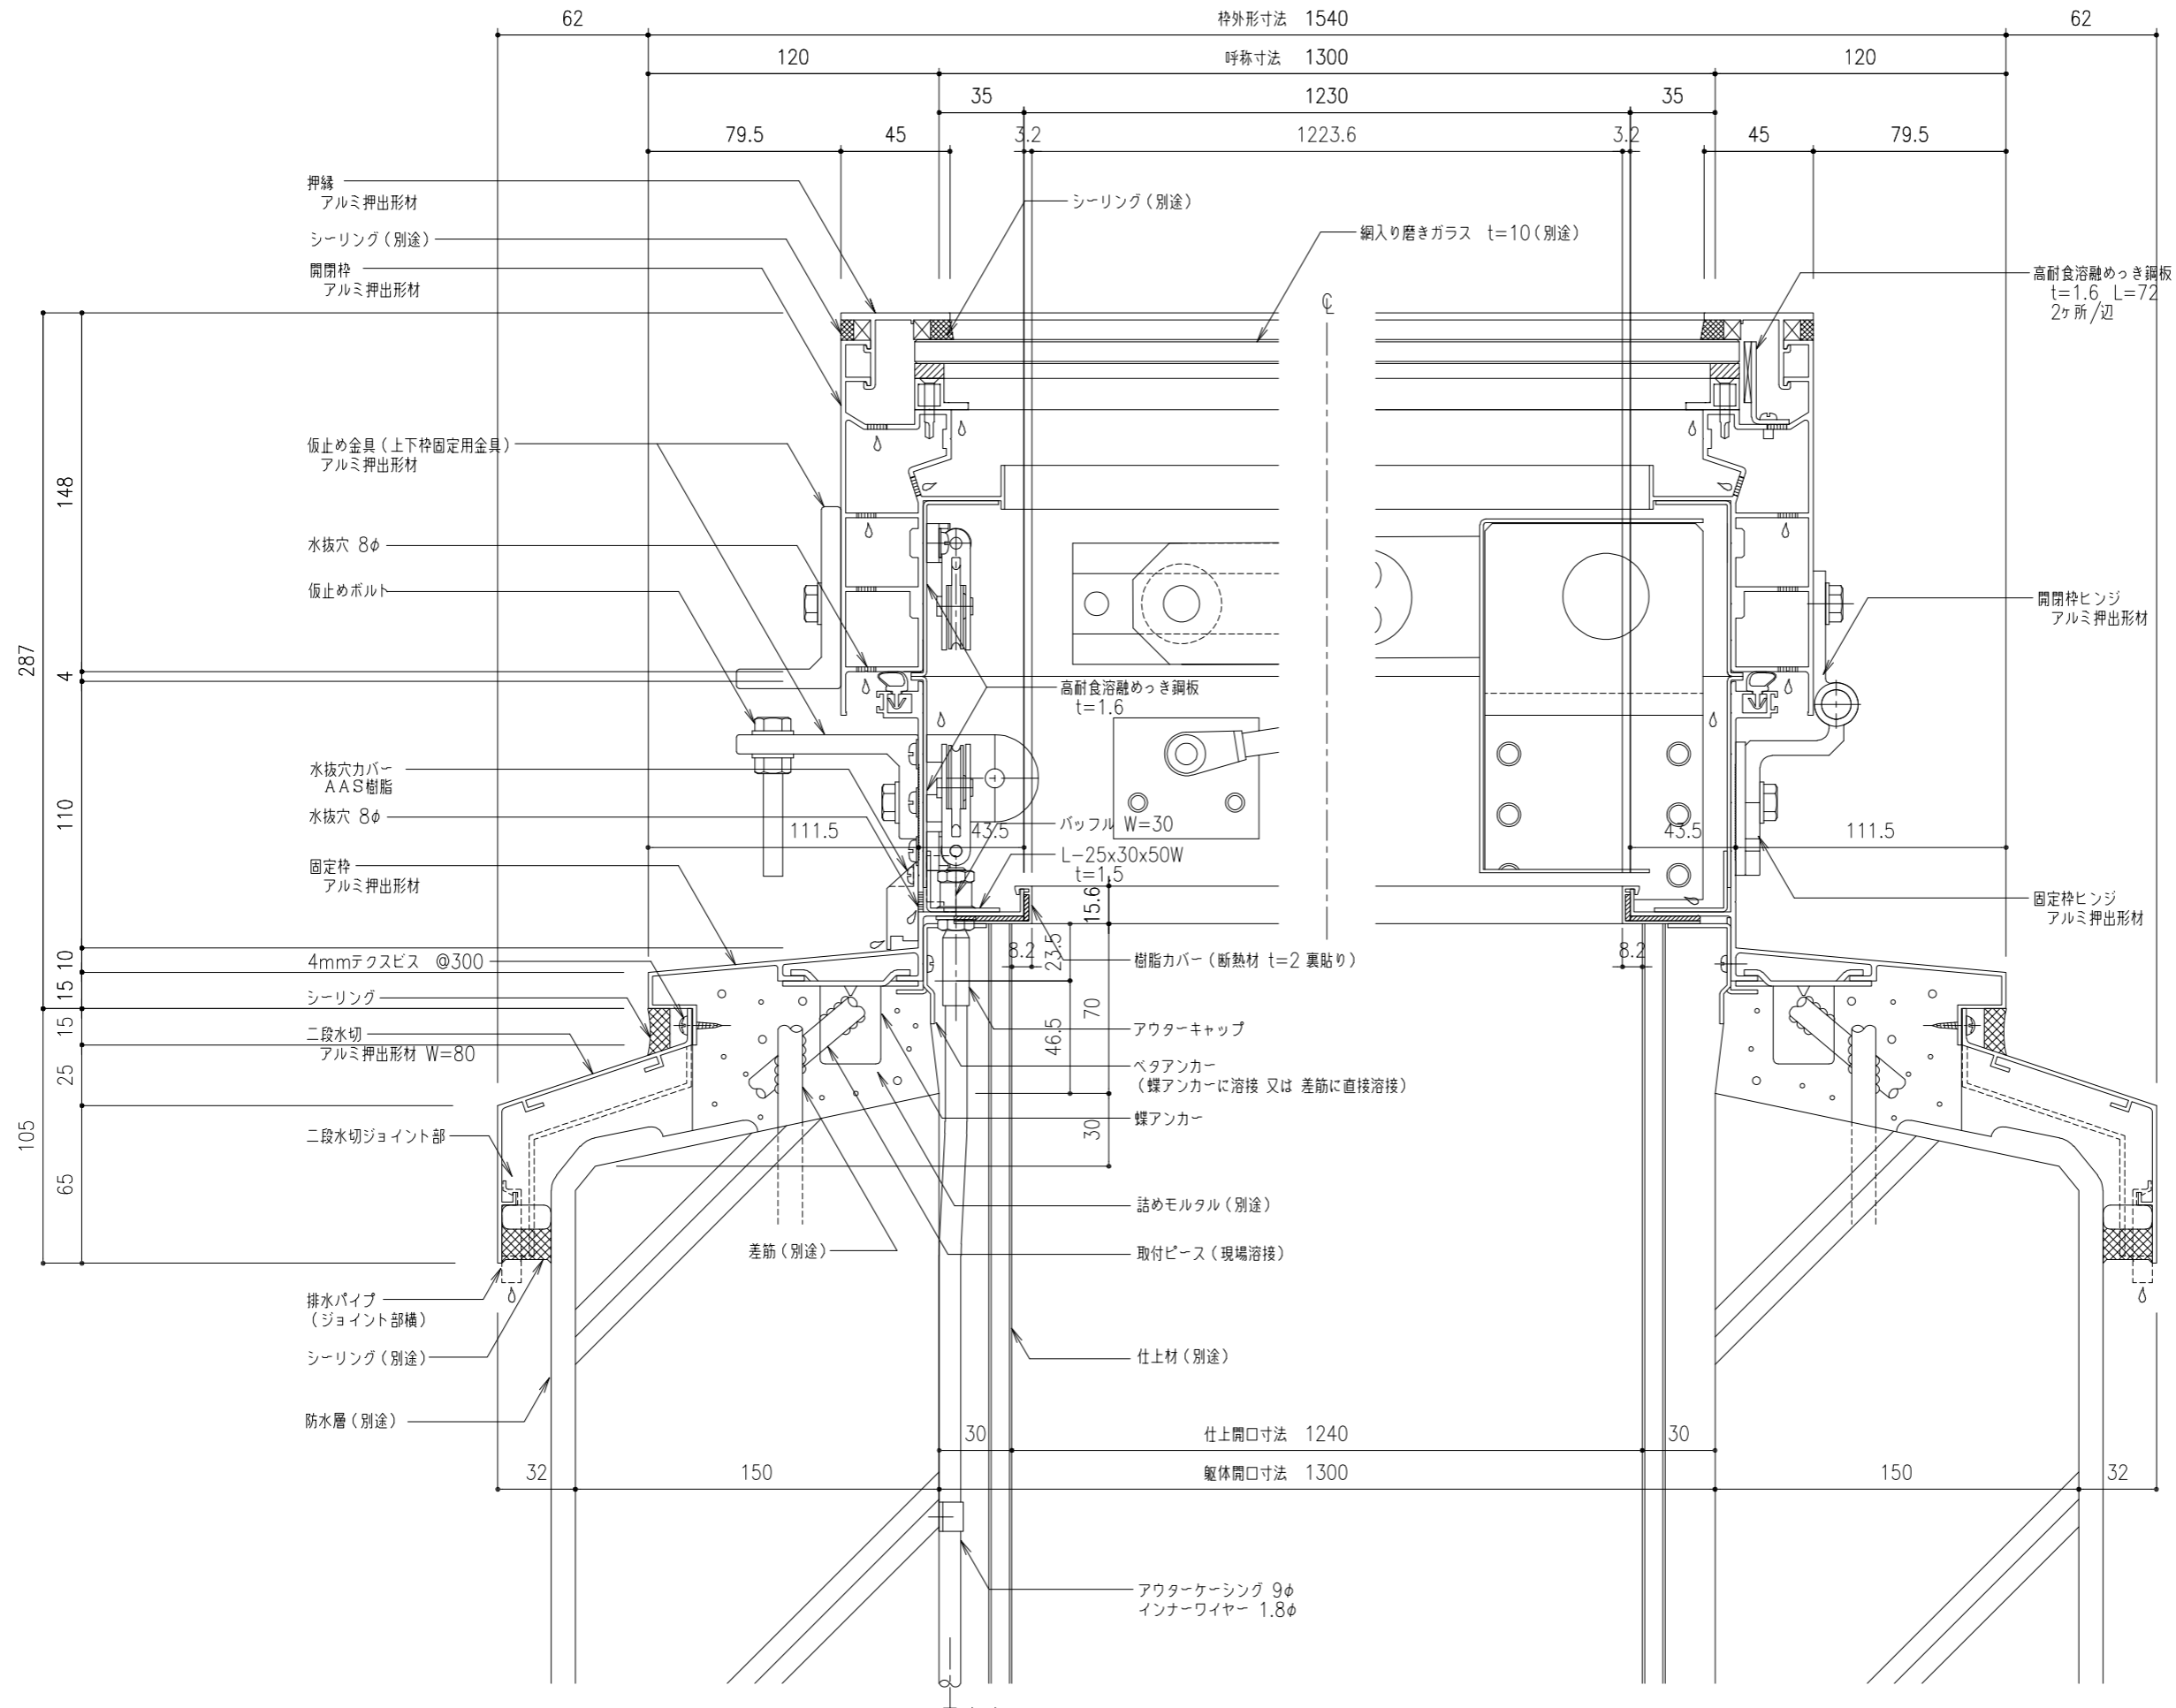 62 枠外形寸法 1540 62
120 呼称寸法 1300 120
35 1230 35
79.5 45 3.2 1223.6 3.2 45 79.5
押縁
アルミ押出形材
シーリング（別途）
シーリング（別途）
網入り磨きガラス t=10（別途）
開閉枠
アルミ押出形材
高耐食溶融めっき鋼板
t=1.6 L=72
2ヶ所/辺
℄
仮止め金具（上下枠固定用金具）
アルミ押出形材
148
水抜穴 8φ
仮止めボルト
開閉枠ヒンジ
アルミ押出形材
287
4
高耐食溶融めっき鋼板
t=1.6
水抜穴カバー
AAS樹脂
水抜穴 8φ
110
111.5 43.5
バッフル W=30
43.5 111.5
L-25x30x50W
t=1.5
固定枠
アルミ押出形材
15.6
固定枠ヒンジ
アルミ押出形材
8.2
23.5
8.2
樹脂カバー（断熱材 t=2 裏貼り）
10
4mmテクスビス @300
15
シーリング
70
アウターキャップ
15
二段水切
アルミ押出形材 W=80
46.5
ベタアンカー
（蝶アンカーに溶接 又は 差筋に直接溶接）
25
蝶アンカー
30
105
二段水切ジョイント部
65
詰めモルタル（別途）
差筋（別途）
取付ピース（現場溶接）
排水パイプ
（ジョイント部横）
シーリング（別途）
仕上材（別途）
防水層（別途）
30 仕上開口寸法 1240 30
32 150 躯体開口寸法 1300 150 32
アウターケーシング 9φ
インナーワイヤー 1.8φ